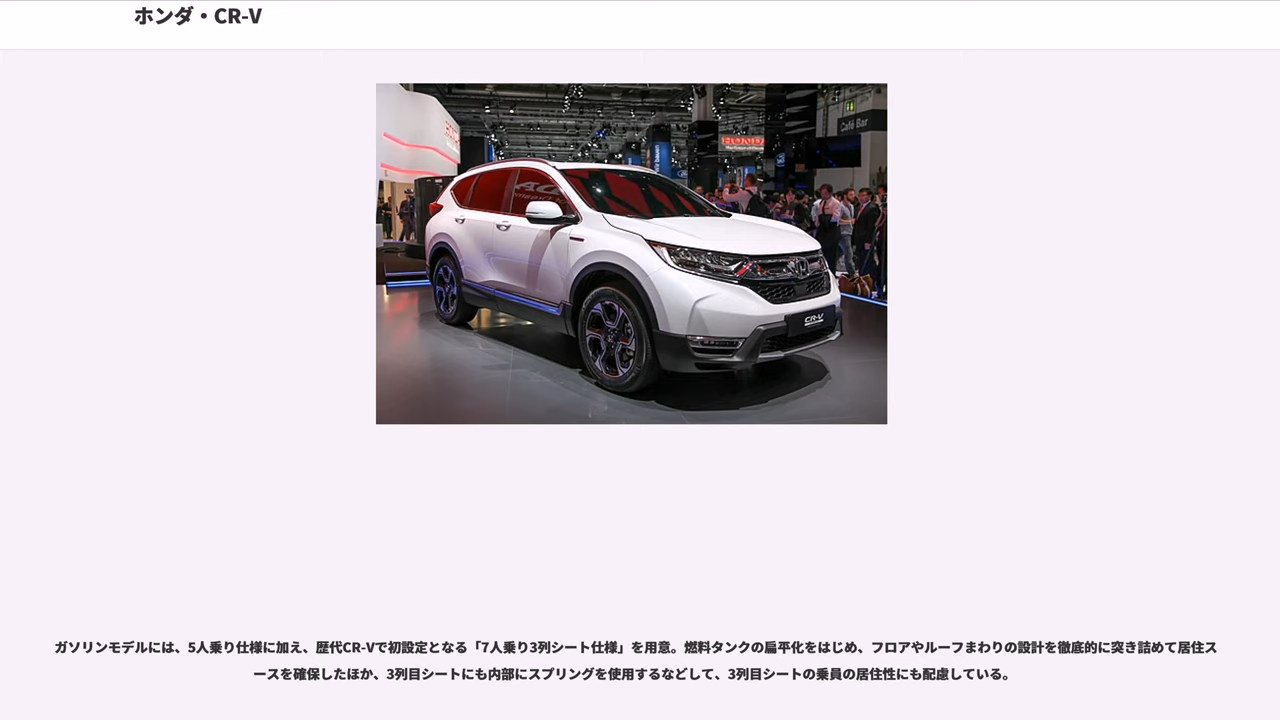 ホンダ・CR-V
Café Bar
HONDA
CR-V
ガソリンモデルには、5人乗り仕様に加え、歴代CR-Vで初設定となる「7人乗り3列シート仕様」を用意。燃料タンクの扁平化をはじめ、フロアやルーフまわりの設計を徹底的に突き詰めて居住ス
ースを確保したほか、3列目シートにも内部にスプリングを使用するなどして、3列目シートの乗員の居住性にも配慮している。